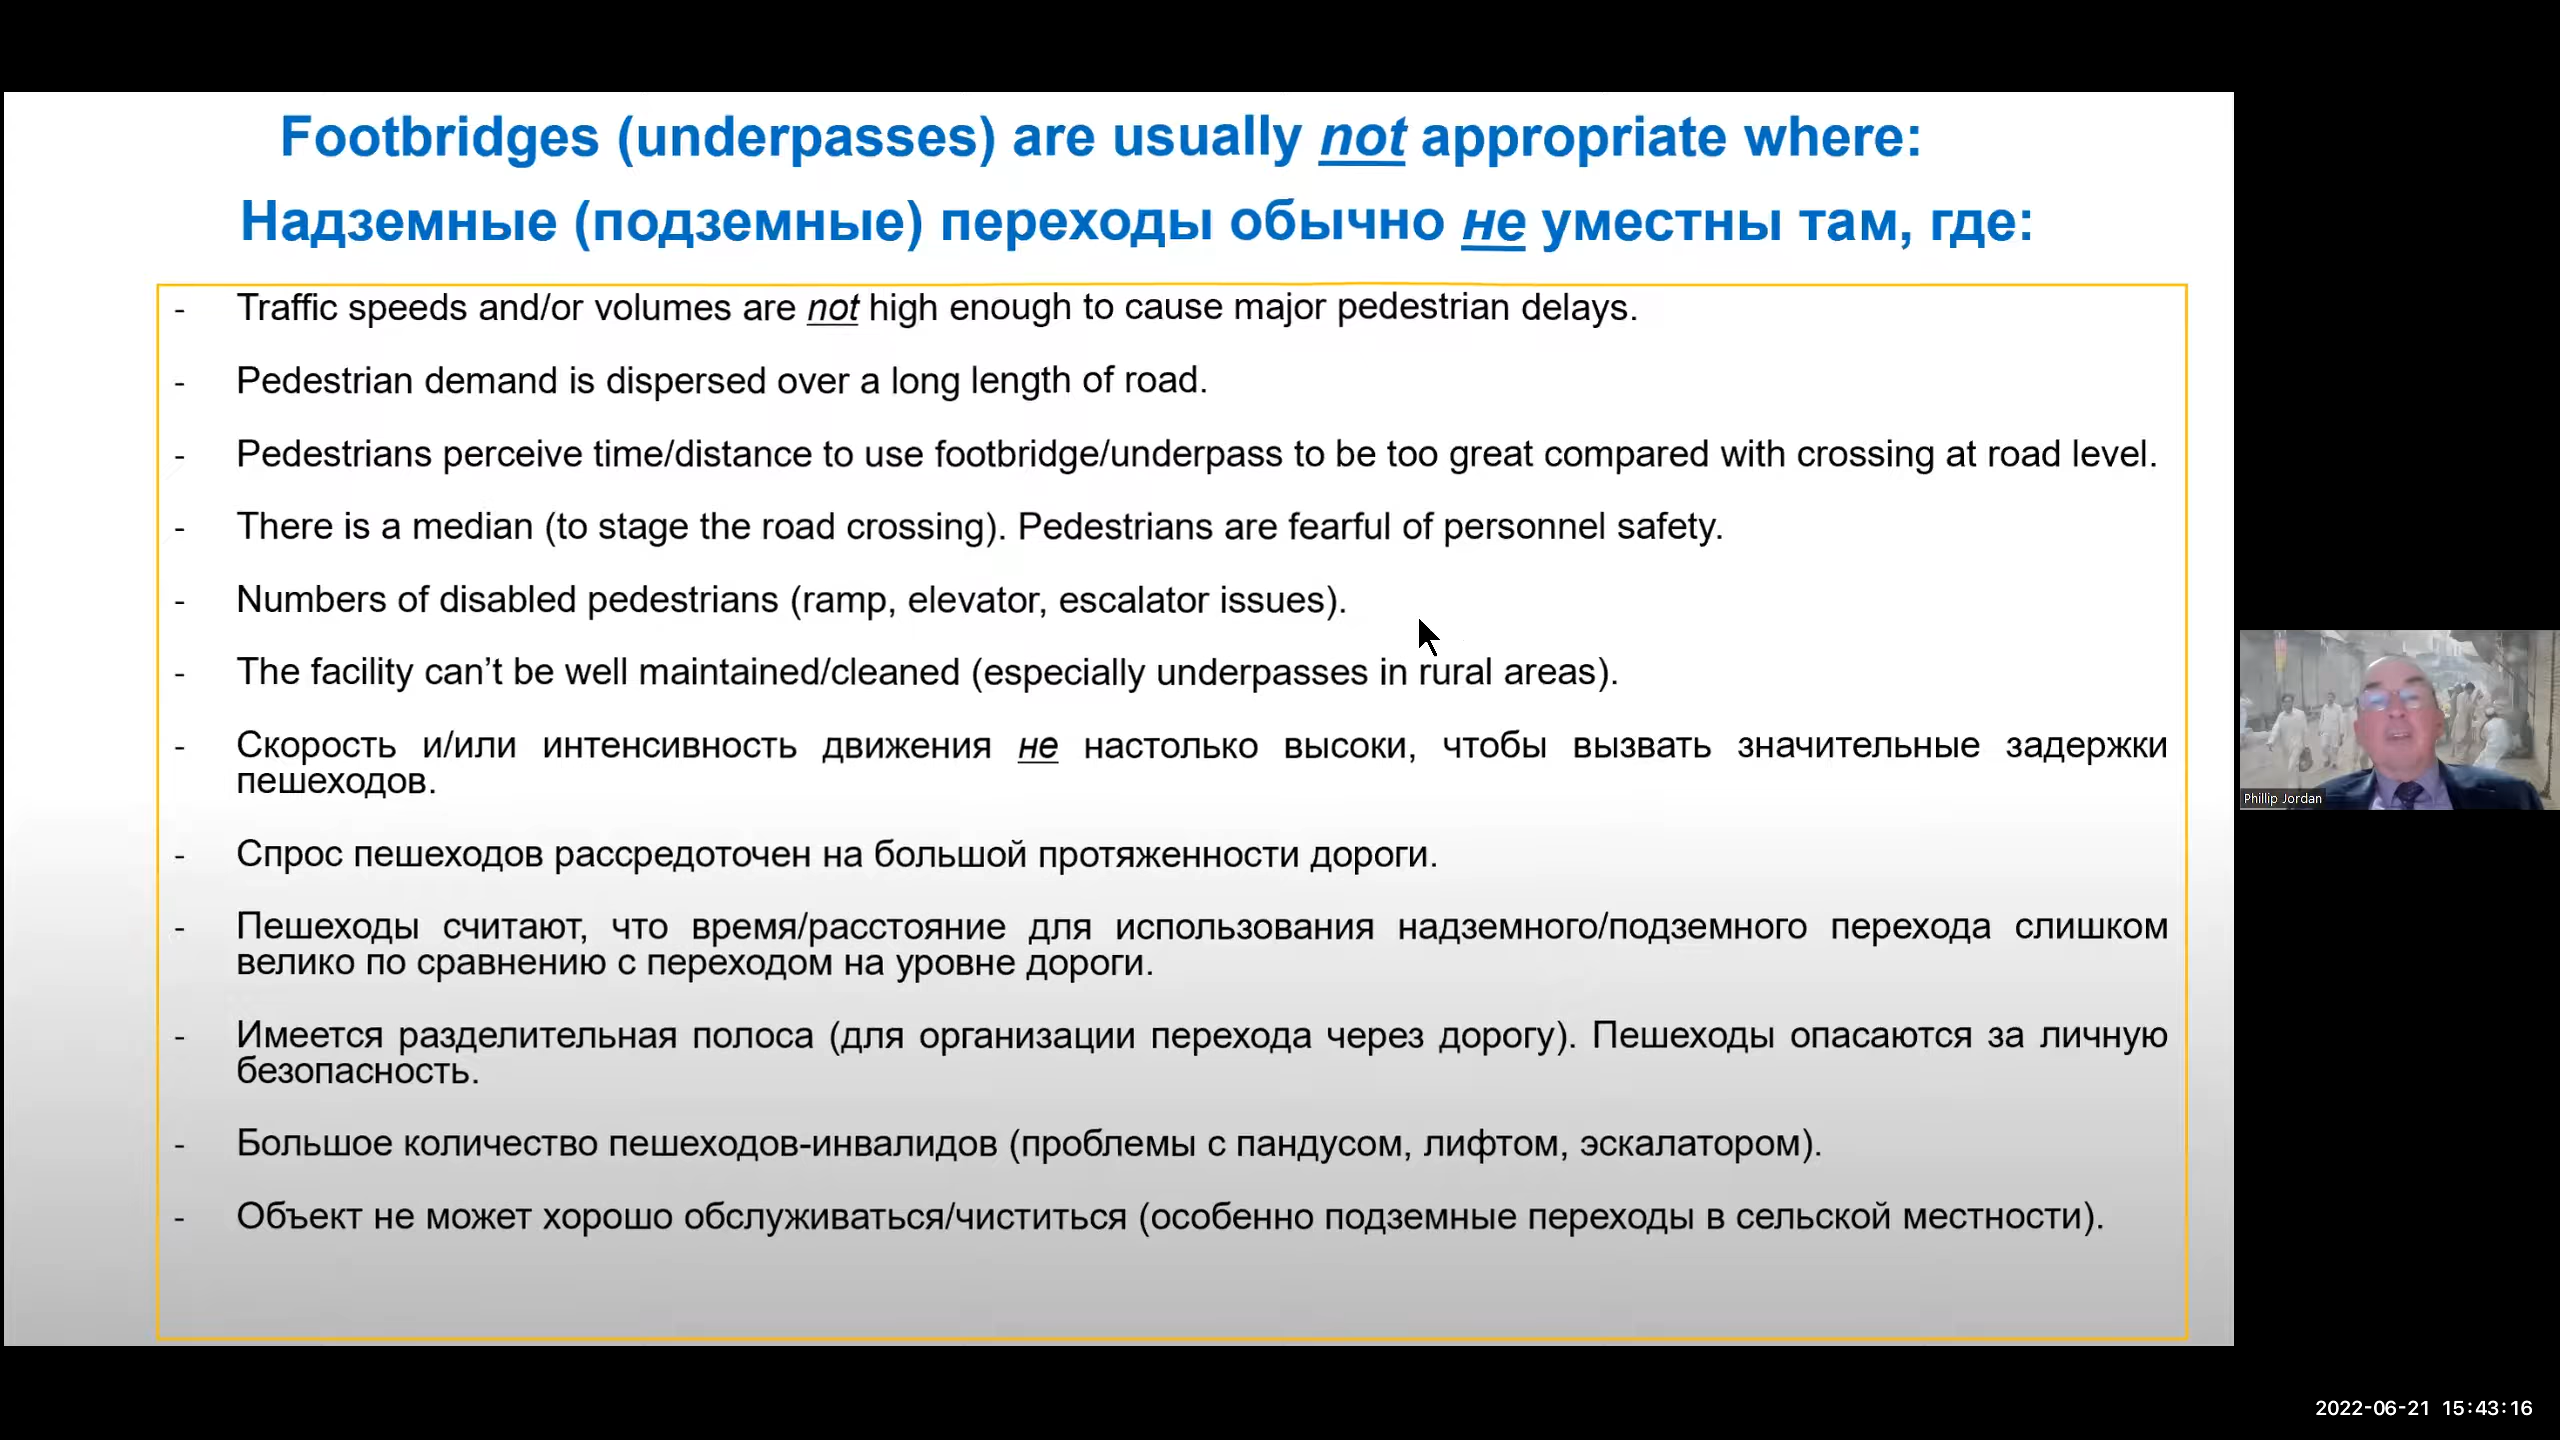 Footbridges (underpasses) are usually not appropriate where:
Надземные (подземные) переходы обычно не уместны там, где:
- Traffic speeds and/or volumes are not high enough to cause major pedestrian delays.
- Pedestrian demand is dispersed over a long length of road.
- Pedestrians perceive time/distance to use footbridge/underpass to be too great compared with crossing at road level.
- There is a median (to stage the road crossing). Pedestrians are fearful of personnel safety.
- Numbers of disabled pedestrians (ramp, elevator, escalator issues).
- The facility can’t be well maintained/cleaned (especially underpasses in rural areas).
- Скорость и/или интенсивность движения не настолько высоки, чтобы вызвать значительные задержки
пешеходов.
- Спрос пешеходов рассредоточен на большой протяженности дороги.
- Пешеходы считают, что время/расстояние для использования надземного/подземного перехода слишком
велико по сравнению с переходом на уровне дороги.
- Имеется разделительная полоса (для организации перехода через дорогу). Пешеходы опасаются за личную
безопасность.
- Большое количество пешеходов-инвалидов (проблемы с пандусом, лифтом, эскалатором).
- Объект не может хорошо обслуживаться/чиститься (особенно подземные переходы в сельской местности).
Phillip Jordan
2022-06-21 15:43:16